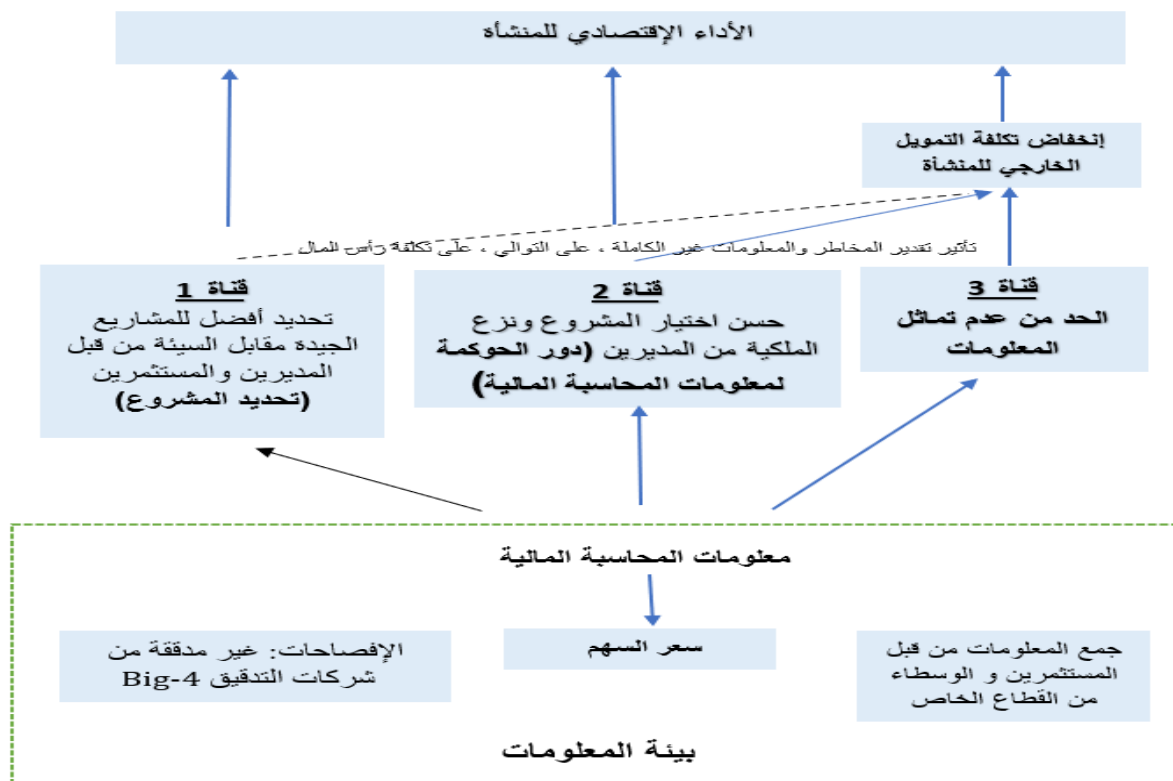 الأداء الإقتصادي للمنشأة
إنخفاض تكلفة التمويل
الخارجي للمنشأة
تأثير تقدير المخاطر والمعلومات غير الكاملة ، على التوالي ، على تكلفة رأس المال
قناة 3
الحد من عدم تماثل
المعلومات
قناة 2
حسن اختيار المشروع ونزع
الملكية من المديرين (دور الحوكمة
لمعلومات المحاسبة المالية)
قناة 1
تحديد أفضل للمشاريع
الجيدة مقابل السيئة من قبل
المديرين والمستثمرين
(تحديد المشروع)
معلومات المحاسبة المالية
جمع المعلومات من قبل
المستثمرين و الوسطاء
من القطاع الخاص
سعر السهم
الإفصاحات: غير مدققة من
شركات التدقيق Big-4
بيئة المعلومات